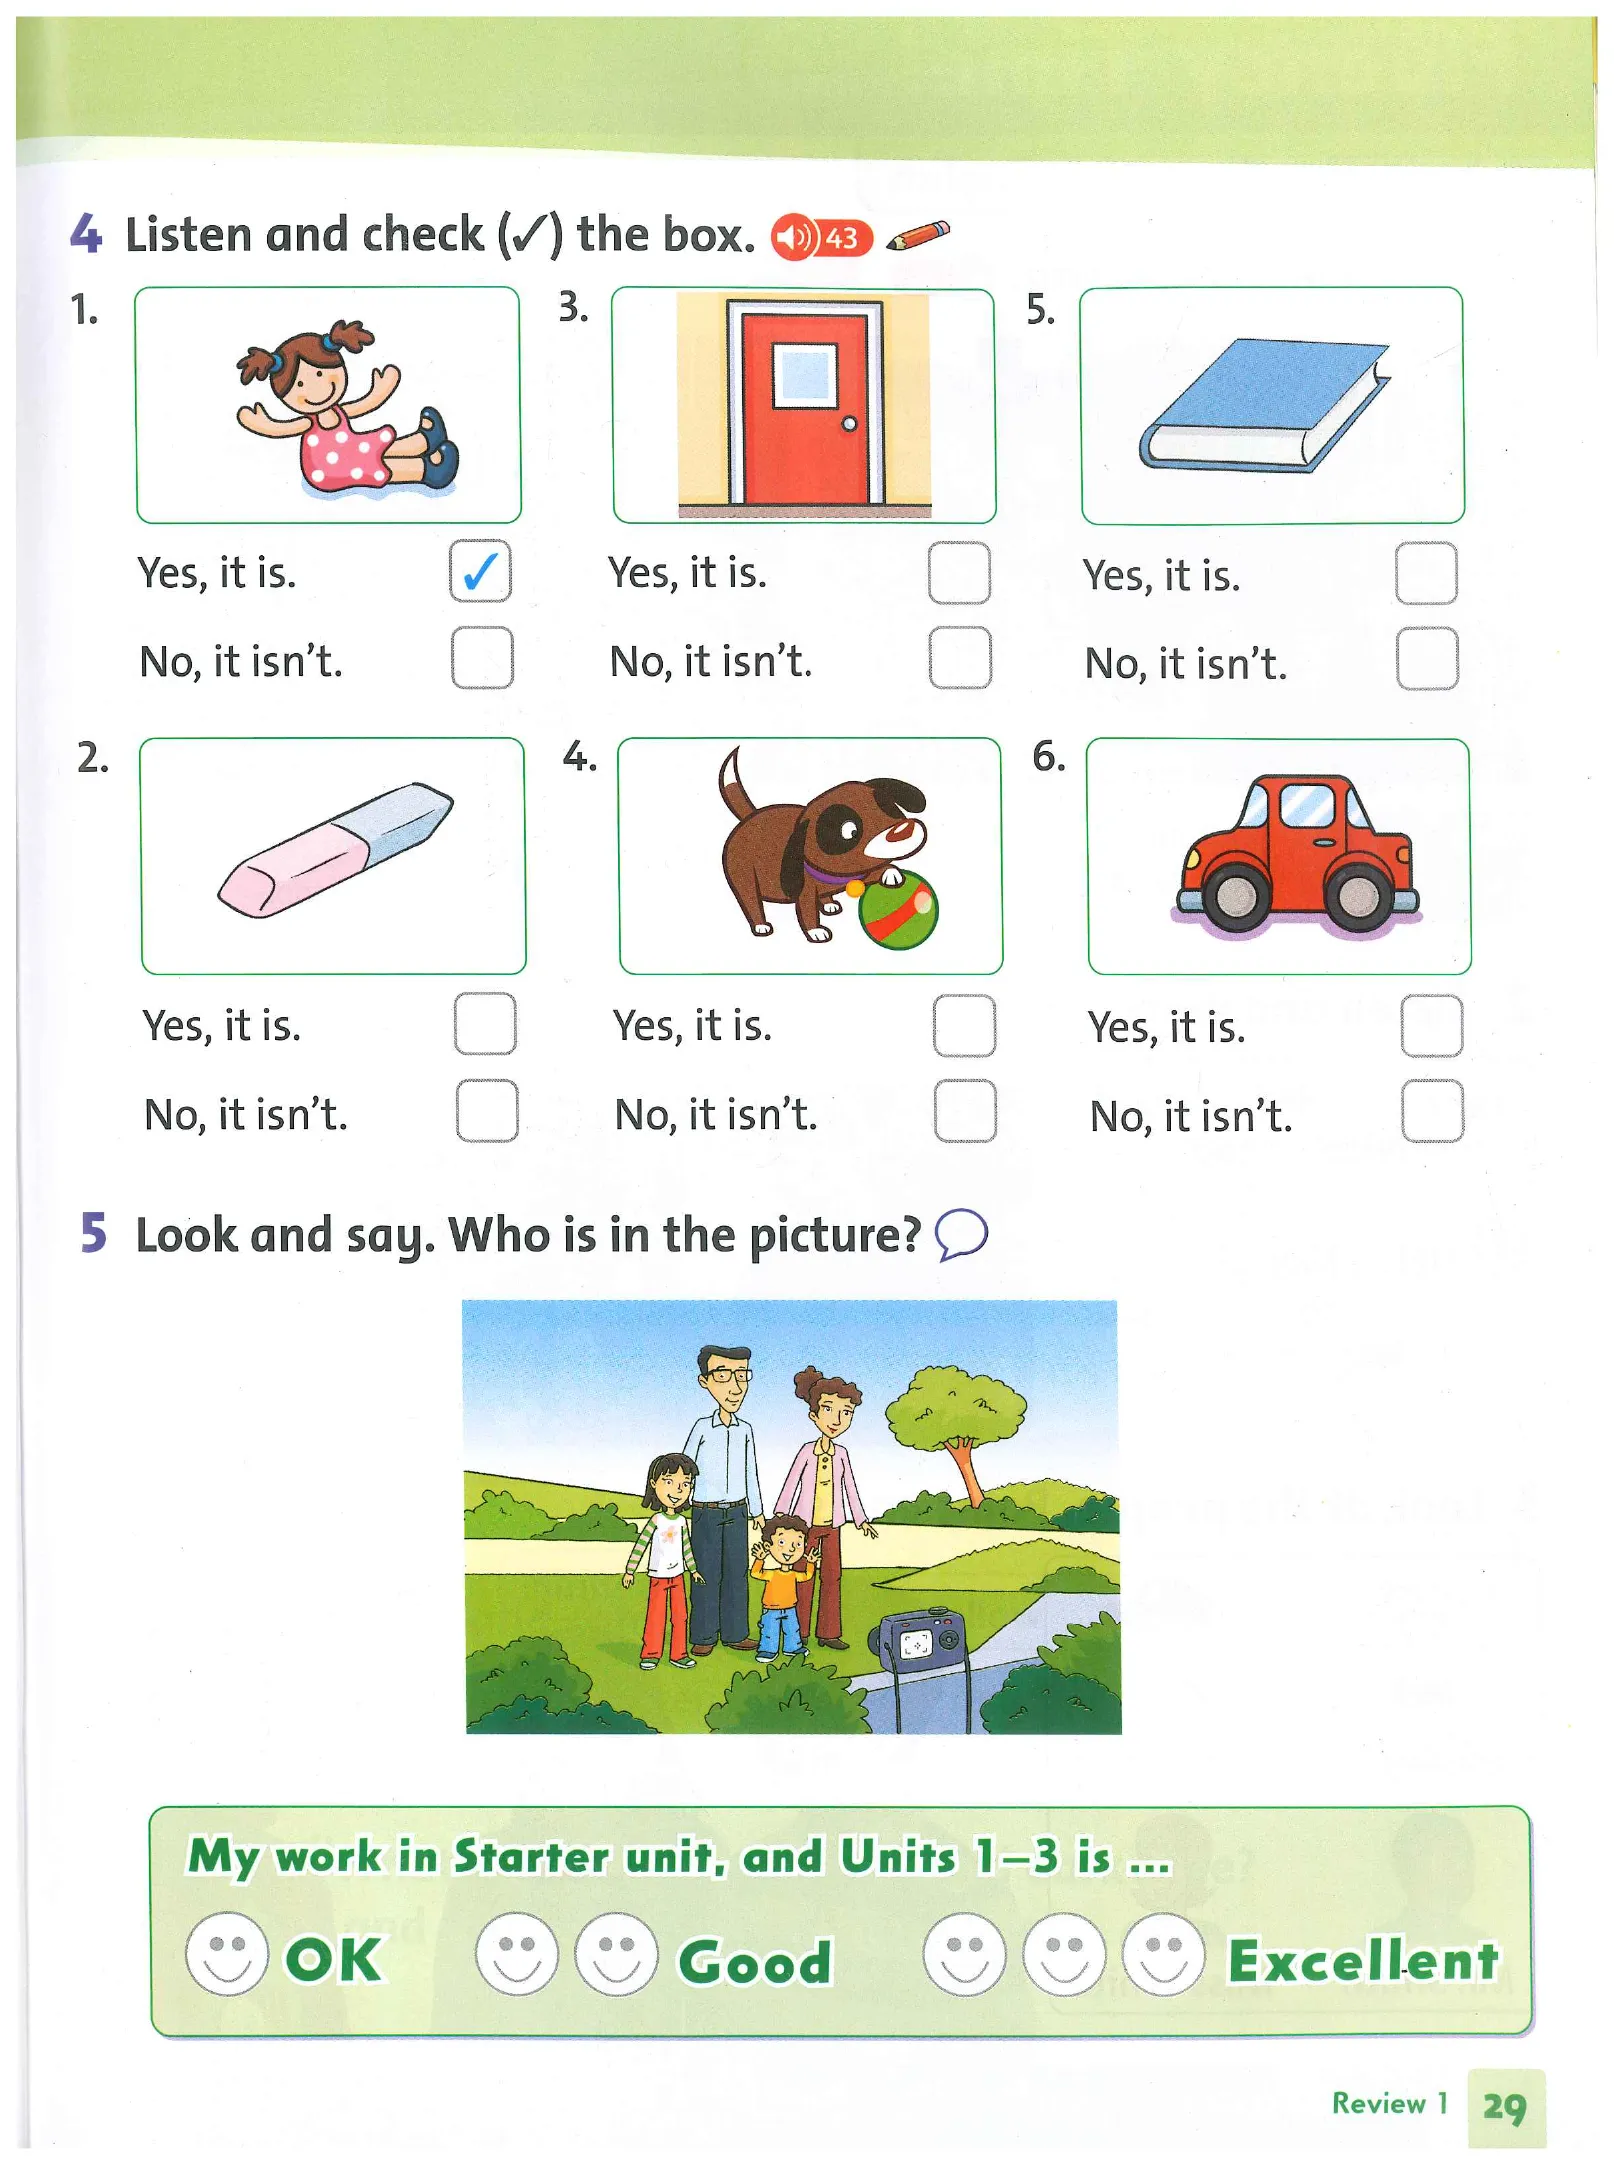 4 Listen and check (✓) the box. 43
1.
Yes, it is. ✓
No, it isn't.
2.
Yes, it is.
No, it isn't.
3.
Yes, it is.
No, it isn't.
4.
Yes, it is.
No, it isn't.
5.
Yes, it is.
No, it isn't.
6.
Yes, it is.
No, it isn't.
5 Look and say. Who is in the picture?
My work in Starter unit, and Units 1–3 is ...
OK Good Excellent
Review 1 29